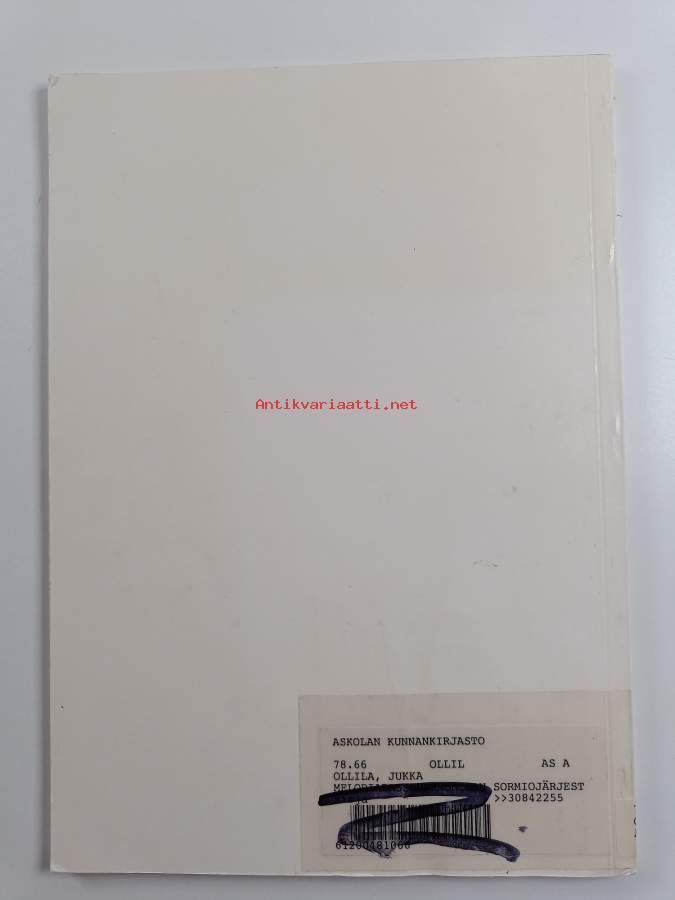 Antikvariaatti.net
ASKOLAN KUNNANKIRJASTO
78.66 OLLIL AS A
OLLILA, JUKKA
SORMIOJÄRJEST
>>30842255
61200481066